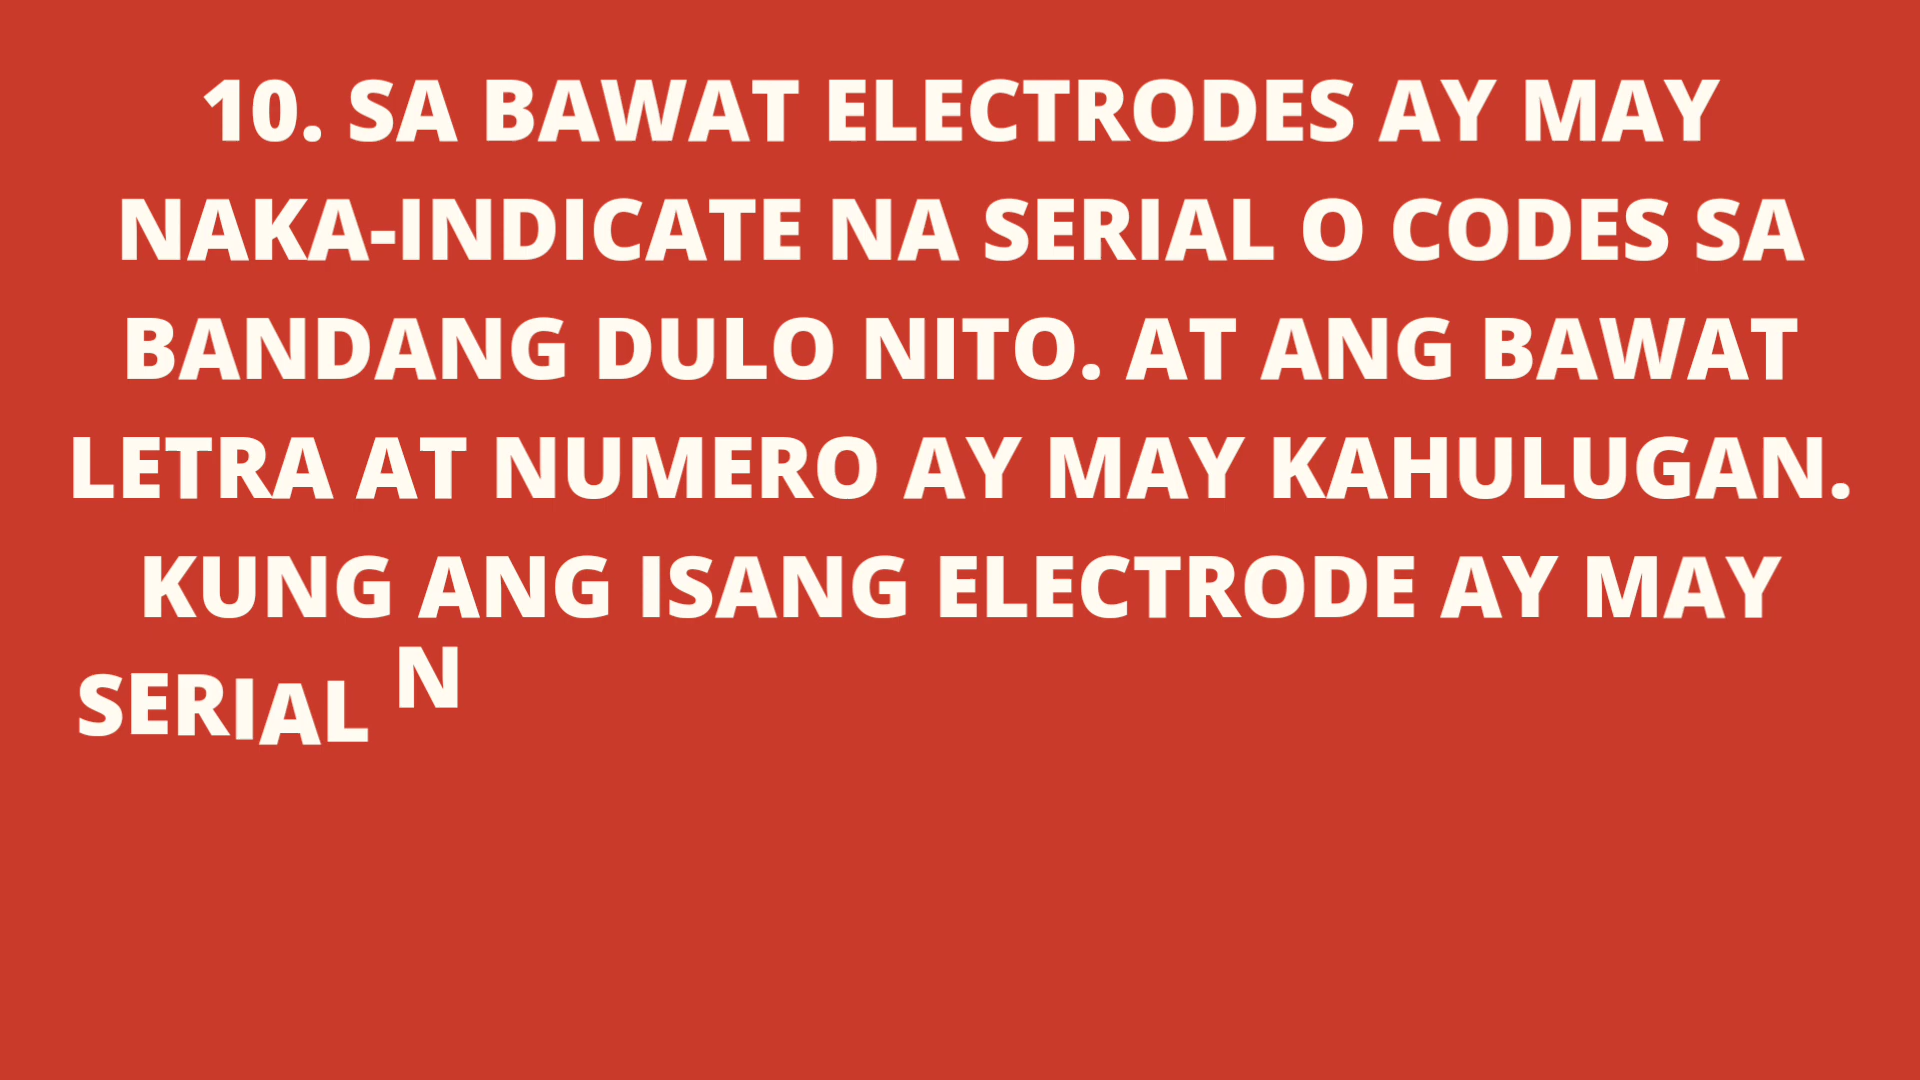 10. SA BAWAT ELECTRODES AY MAY
NAKA-INDICATE NA SERIAL O CODES SA
BANDANG DULO NITO. AT ANG BAWAT
LETRA AT NUMERO AY MAY KAHULUGAN.
KUNG ANG ISANG ELECTRODE AY MAY
SERIAL N